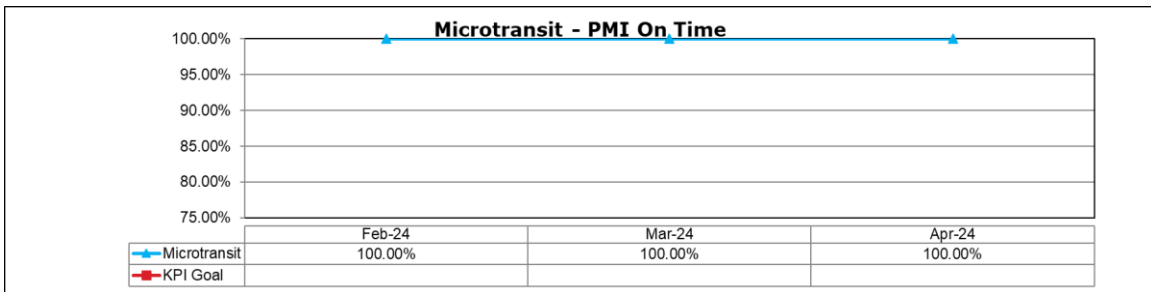 Microtransit - PMI On Time
100.00%
95.00%
90.00%
85.00%
80.00%
75.00%
Feb-24 Mar-24 Apr-24
Microtransit 100.00% 100.00% 100.00%
KPI Goal